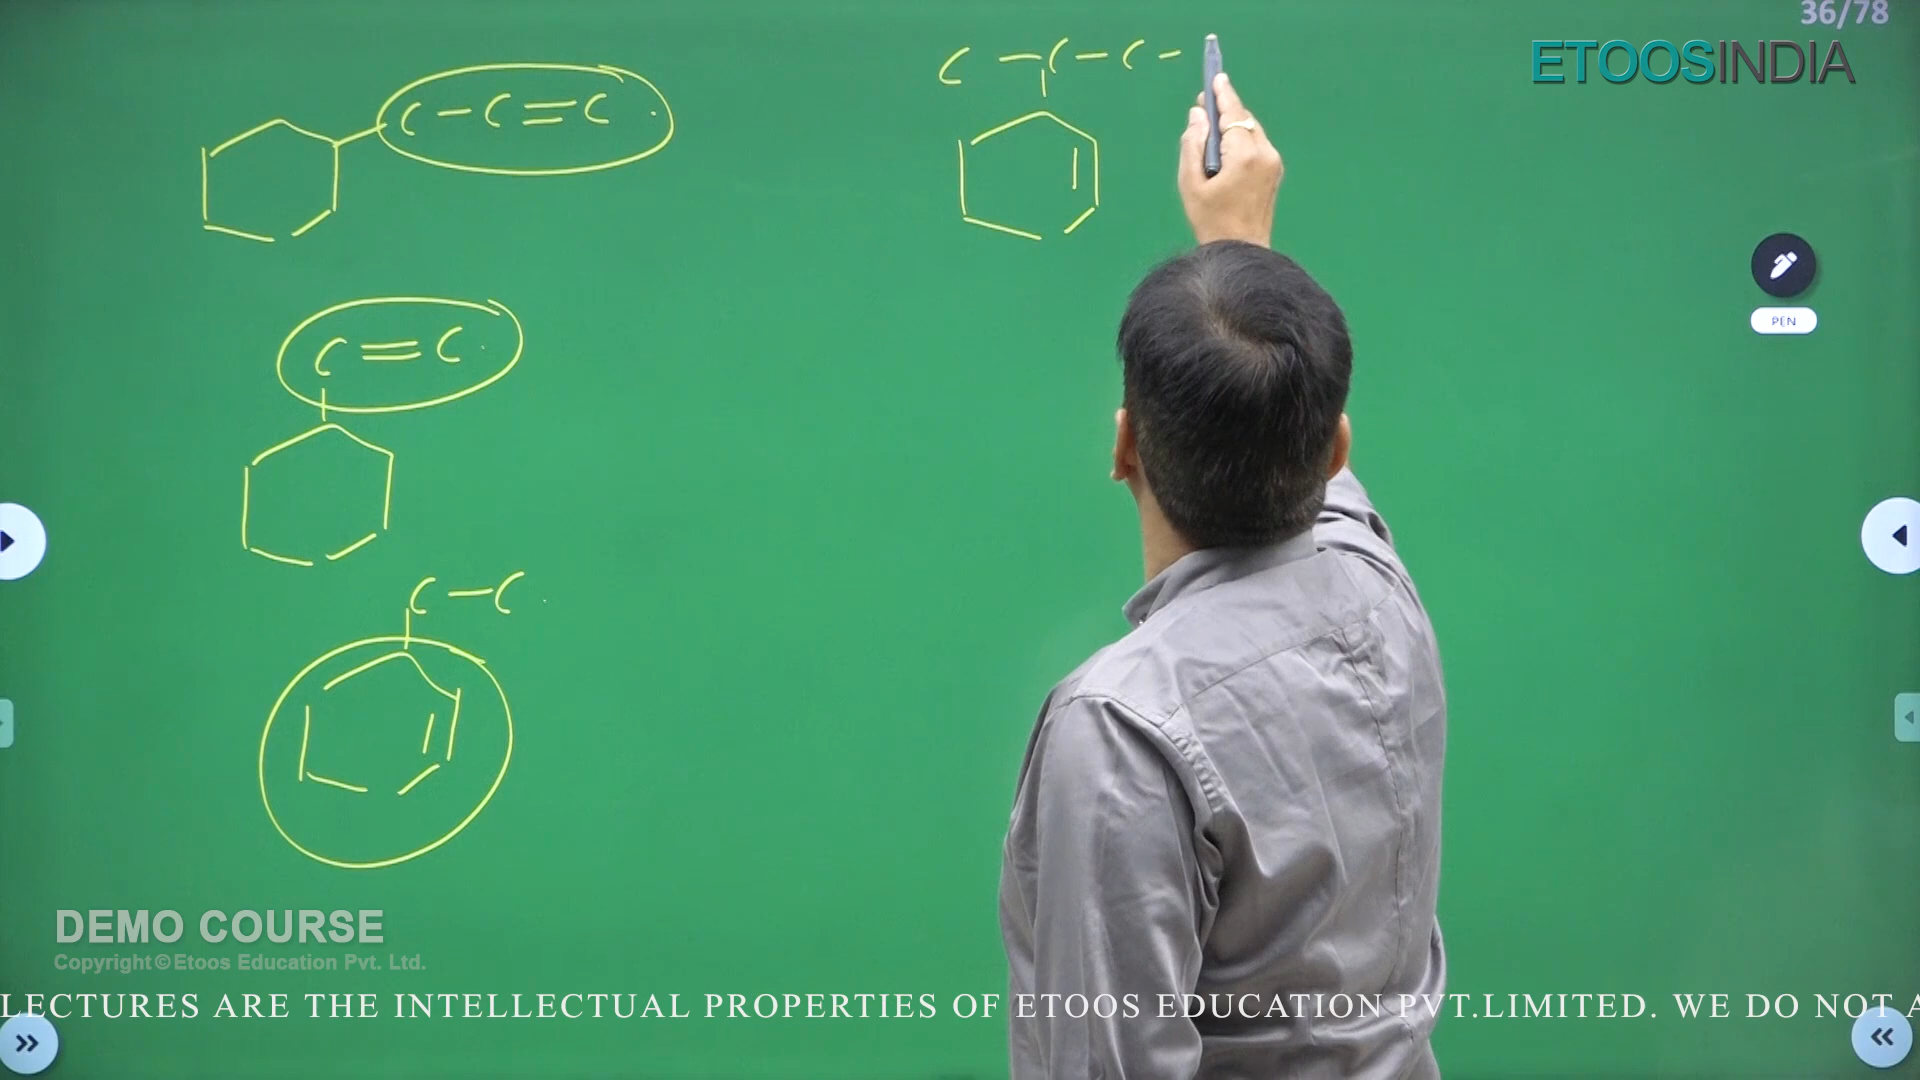 36/78
ETOOSINDIA
C-C=C
C-C-C-
PEN
C=C
C-C
DEMO COURSE
Copyright©Etoos Education Pvt. Ltd.
LECTURES ARE THE INTELLECTUAL PROPERTIES OF ETOOS EDUCATION PVT.LIMITED. WE DO NOT A